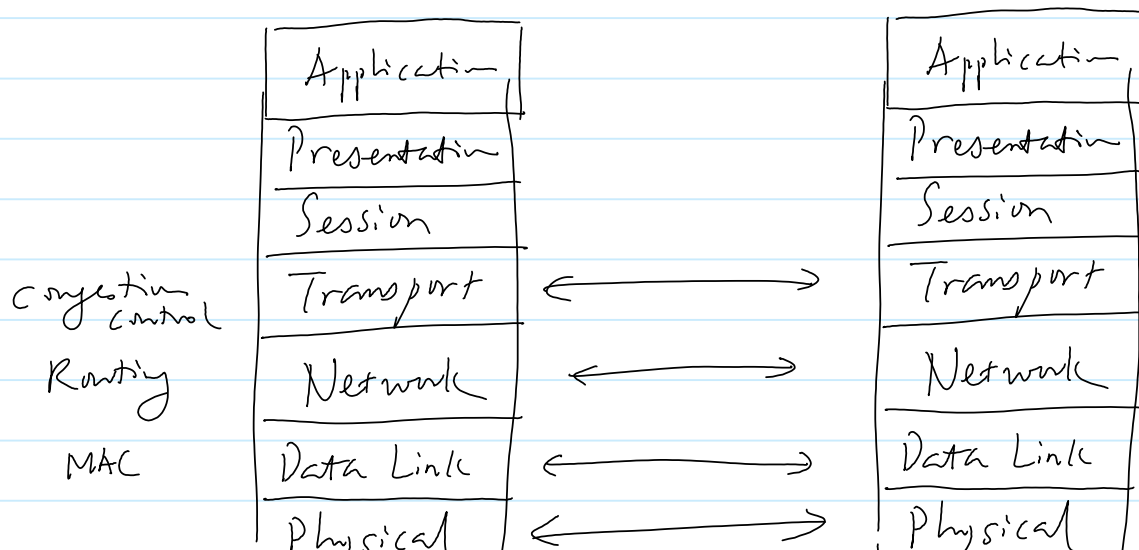 Application Application
Presentation Presentation
Session Session
Congestion
control
Transport Transport
Routing Network Network
MAC Data Link Data Link
Physical Physical